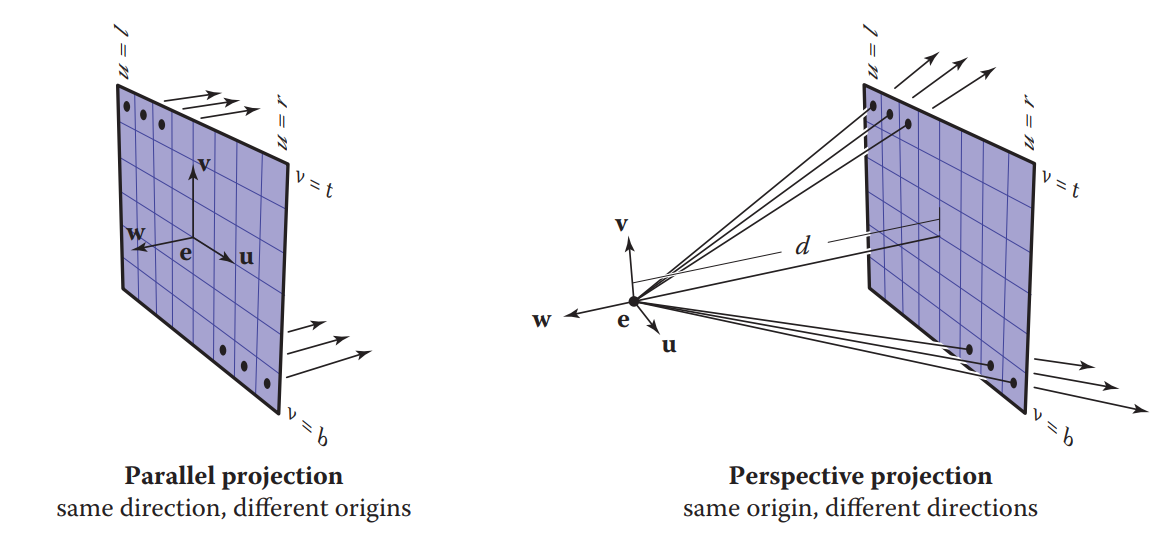 u = l
u = r
v = t
v
w
e
u
v = b
Parallel projection
same direction, different origins
u = l
u = r
v = t
v
d
w
e
u
v = b
Perspective projection
same origin, different directions